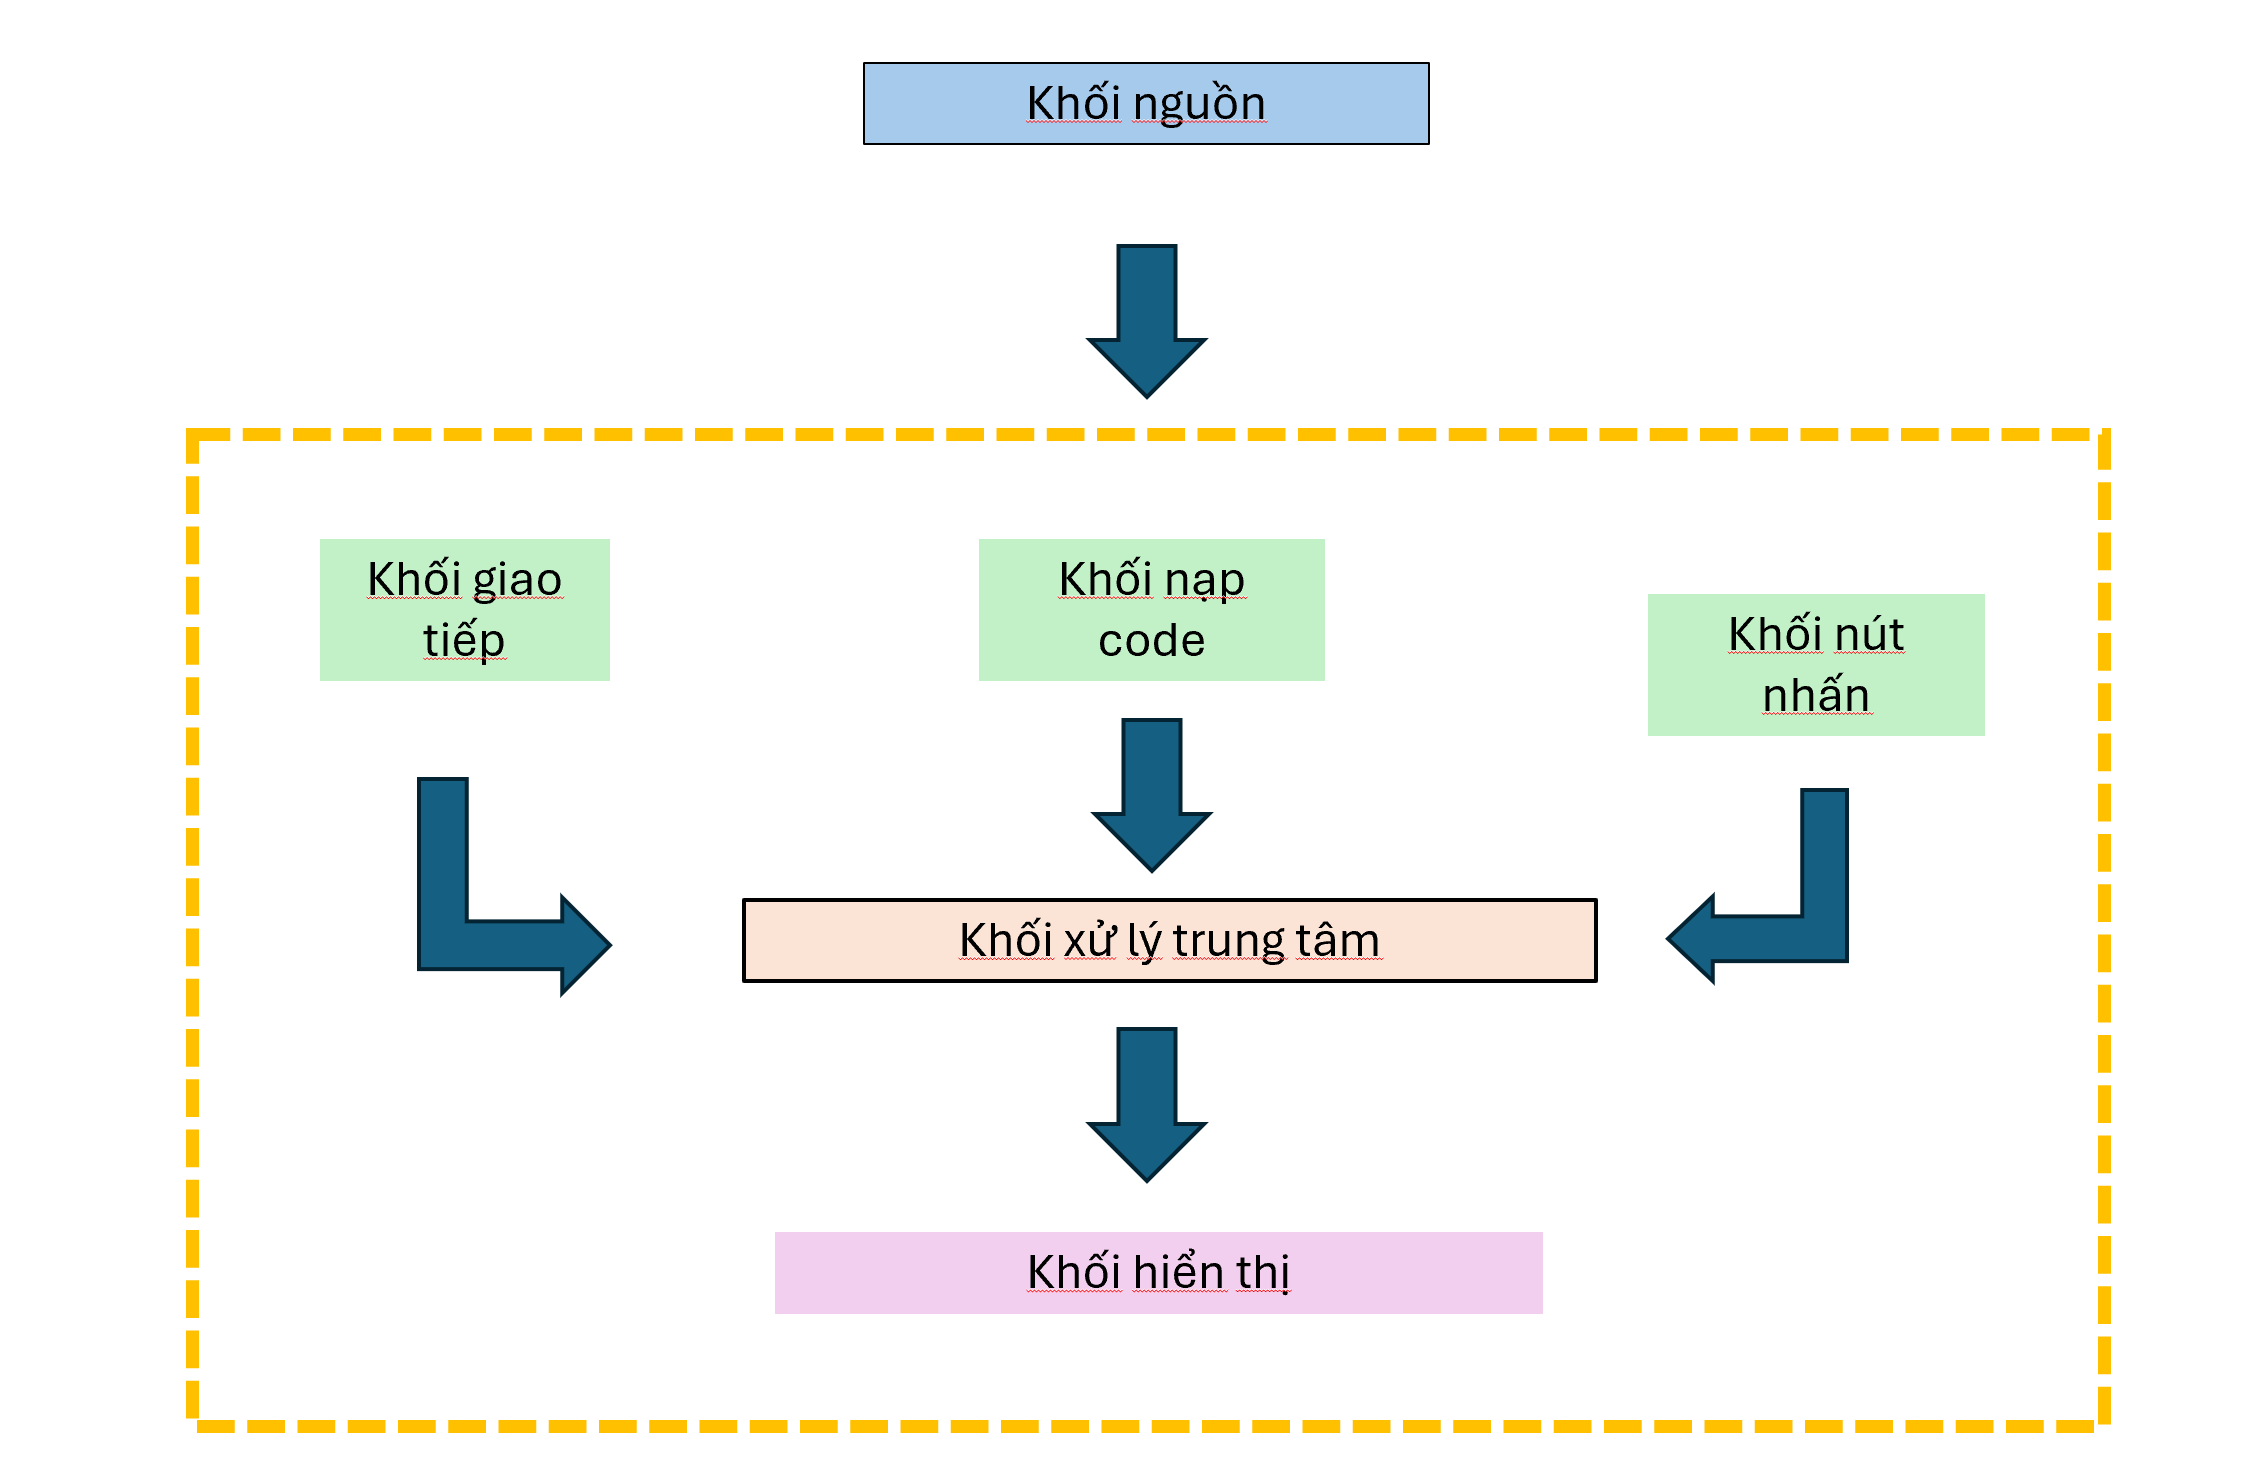 Khối nguồn
Khối giao
tiếp
Khối nạp
code
Khối nút
nhấn
Khối xử lý trung tâm
Khối hiển thị